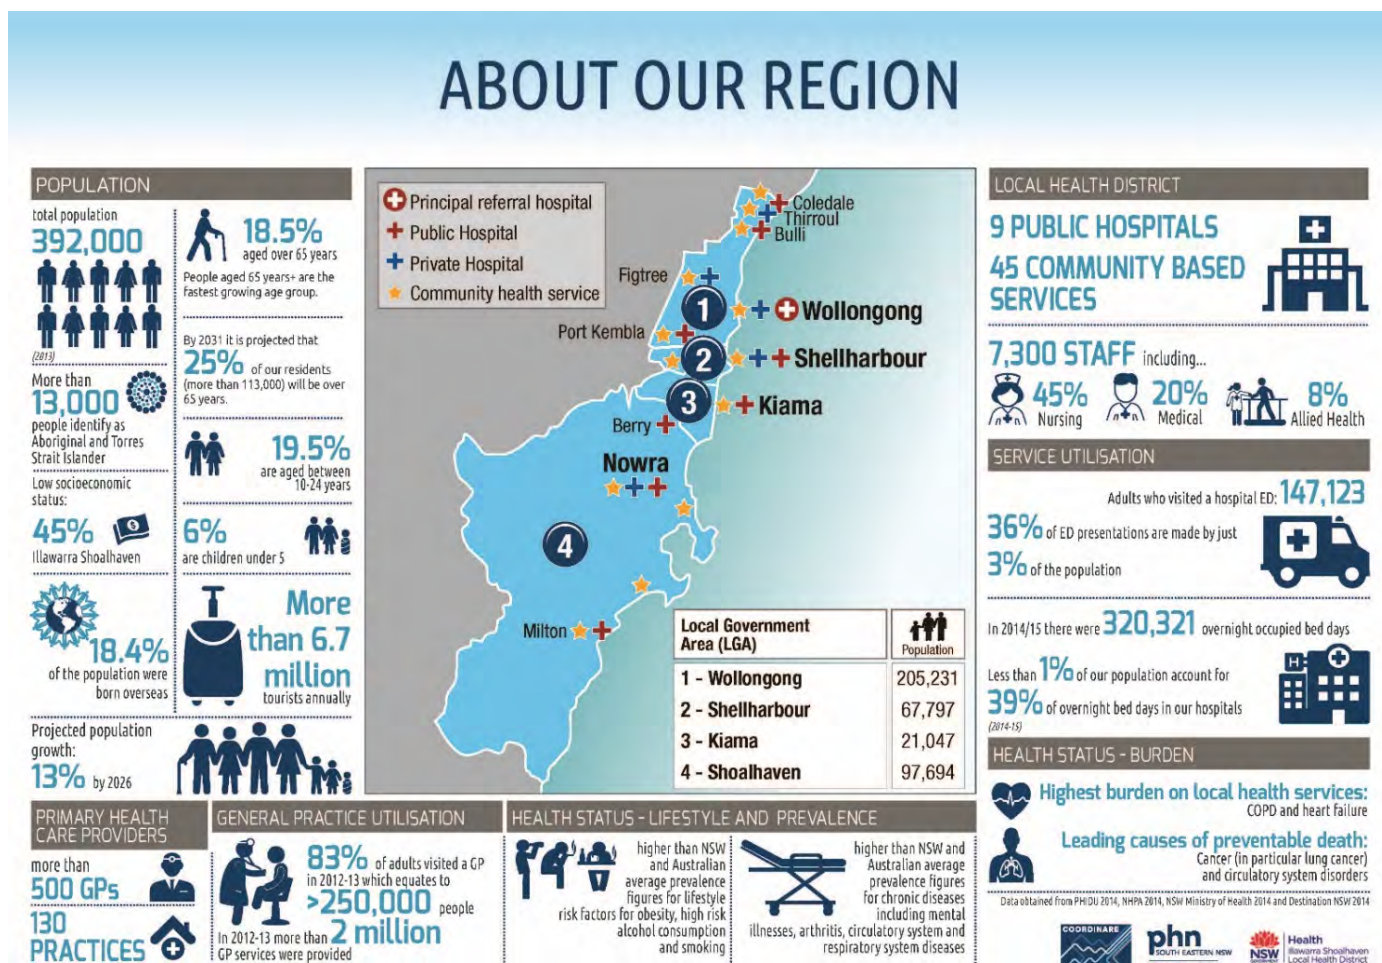 ABOUT OUR REGION
POPULATION
total population
392,000
(2013)
More than
13,000
people identify as
Aboriginal and Torres
Strait Islander
Low socioeconomic
status:
45%
Illawarra Shoalhaven
18.4%
of the population were
born overseas
Projected population
growth:
13% by 2026
18.5%
aged over 65 years
People aged 65 years+ are the
fastest growing age group.
By 2031 it is projected that
25% of our residents
(more than 113,000) will be over
65 years.
19.5%
are aged between
10-24 years
6%
are children under 5
More
than 6.7
million
tourists annually
Principal referral hospital
Public Hospital
Private Hospital
Community health service
Coledale
Thirroul
Bulli
Figtree
1
Wollongong
Port Kembla
2
Shellharbour
3
Kiama
Berry
Nowra
4
Milton
Local Government
Area (LGA)
Population
1 - Wollongong 205,231
2 - Shellharbour 67,797
3 - Kiama 21,047
4 - Shoalhaven 97,694
LOCAL HEALTH DISTRICT
9 PUBLIC HOSPITALS
45 COMMUNITY BASED
SERVICES
7,300 STAFF including...
45%
Nursing
20%
Medical
8%
Allied Health
SERVICE UTILISATION
Adults who visited a hospital ED: 147,123
36% of ED presentations are made by just
3% of the population
In 2014/15 there were 320,321 overnight occupied bed days
Less than 1% of our population account for
39% of overnight bed days in our hospitals
(2014-15)
H
HEALTH STATUS - BURDEN
Highest burden on local health services:
COPD and heart failure
Leading causes of preventable death:
Cancer (in particular lung cancer)
and circulatory system disorders
Data obtained from PHIDU 2014, NHPA 2014, NSW Ministry of Health 2014 and Destination NSW 2014
PRIMARY HEALTH
CARE PROVIDERS
more than
500 GPs
130
PRACTICES
GENERAL PRACTICE UTILISATION
83% of adults visited a GP
in 2012-13 which equates to
>250,000 people
In 2012-13 more than 2 million
GP services were provided
HEALTH STATUS - LIFESTYLE AND PREVALENCE
higher than NSW
and Australian
average prevalence
figures for lifestyle
risk factors for obesity, high risk
alcohol consumption
and smoking
higher than NSW and
Australian average
prevalence figures
for chronic diseases
including mental
illnesses, arthritis, circulatory system and
respiratory system diseases
COORDINARE
phn
SOUTH EASTERN NSW
NSW
Health
Illawarra Shoalhaven
Local Health District